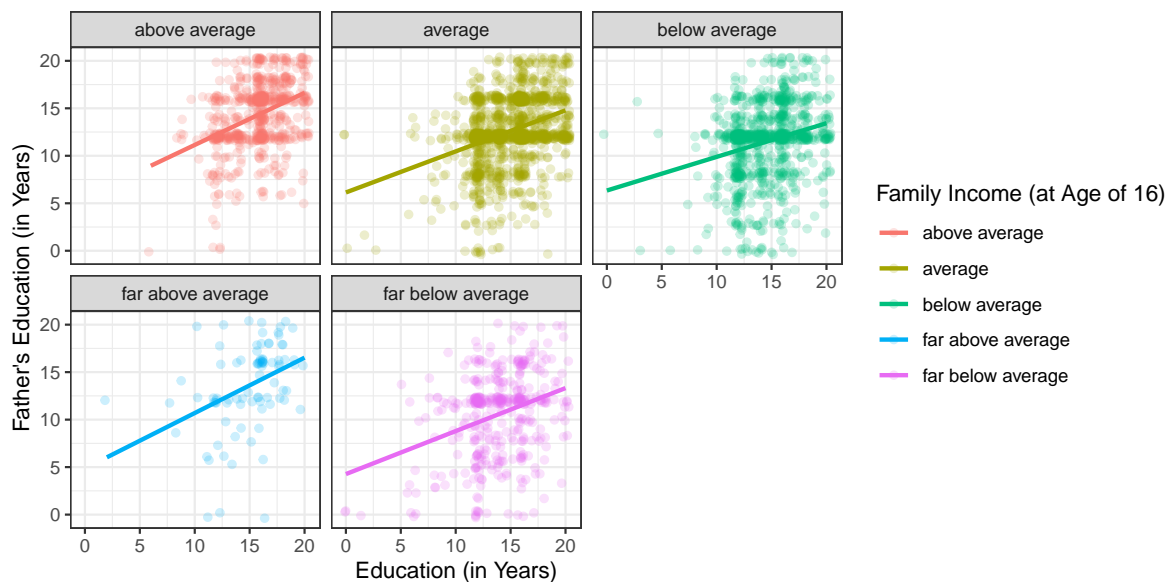 above average
average
below average
20
15
10
5
0
0 5 10 15 20
far above average
far below average
20
15
10
5
0
0 5 10 15 20
0 5 10 15 20
Father's Education (in Years)
Education (in Years)
Family Income (at Age of 16)
above average
average
below average
far above average
far below average